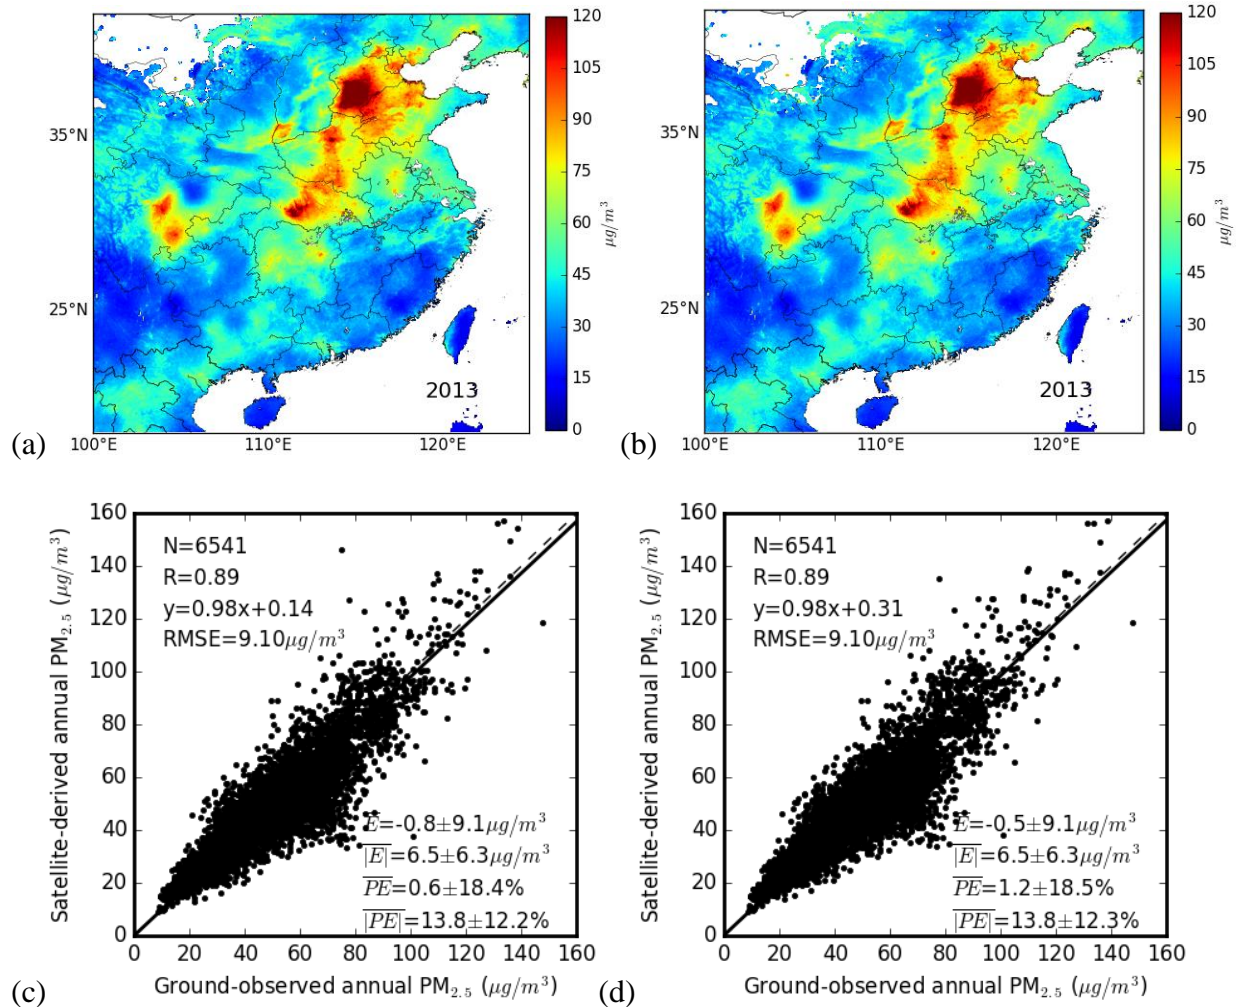 120
105
90
75
60
45
30
15
0
μg/m³
35°N
25°N
2013
100°E 110°E 120°E
(a)
120
105
90
75
60
45
30
15
0
μg/m³
35°N
25°N
2013
100°E 110°E 120°E
(b)
160
140
120
100
80
60
40
20
0
Satellite-derived annual PM₂.₅ (μg/m³)
N=6541
R=0.89
y=0.98x+0.14
RMSE=9.10μg/m³
E̅=-0.8±9.1μg/m³
|E|̅=6.5±6.3μg/m³
P̅E̅=0.6±18.4%
|P̅E̅|=13.8±12.2%
0 20 40 60 80 100 120 140 160
Ground-observed annual PM₂.₅ (μg/m³)
(c)
160
140
120
100
80
60
40
20
0
Satellite-derived annual PM₂.₅ (μg/m³)
N=6541
R=0.89
y=0.98x+0.31
RMSE=9.10μg/m³
E̅=-0.5±9.1μg/m³
|E|̅=6.5±6.3μg/m³
P̅E̅=1.2±18.5%
|P̅E̅|=13.8±12.3%
0 20 40 60 80 100 120 140 160
Ground-observed annual PM₂.₅ (μg/m³)
(d)